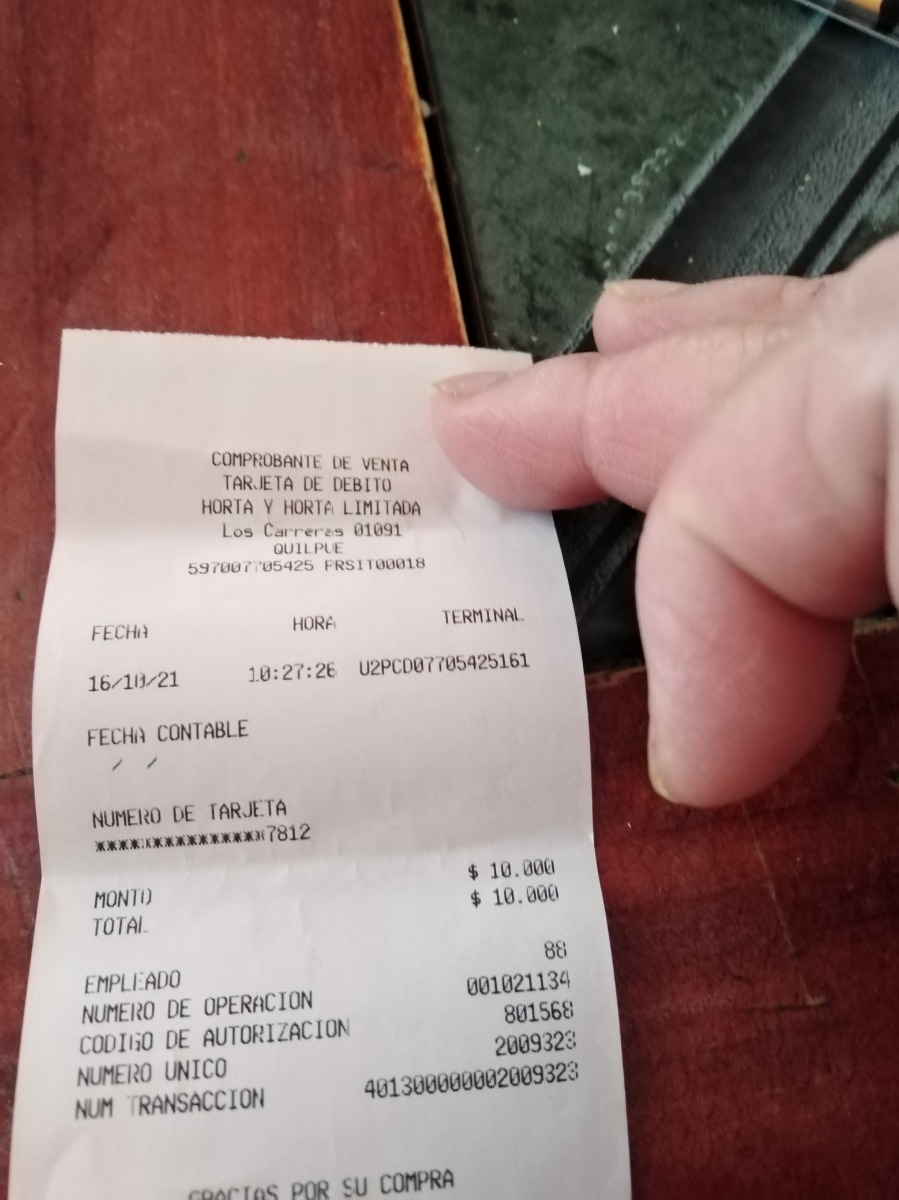 COMPROBANTE DE VENTA
TARJETA DE DEBITO
HORTA Y HORTA LIMITADA
Los Carreras 01091
QUILPUE
597007705425 FRSIT00018
FECHA HORA TERMINAL
16/10/21 10:27:26 U2PCD07705425161
FECHA CONTABLE
/ /
NUMERO DE TARJETA
****************7812
MONTO $ 10.000
TOTAL $ 10.000
EMPLEADO 88
NUMERO DE OPERACION 001021134
CODIGO DE AUTORIZACION 801568
NUMERO UNICO 2009323
NUM TRANSACCION 401300000002009323
GRACIAS POR SU COMPRA